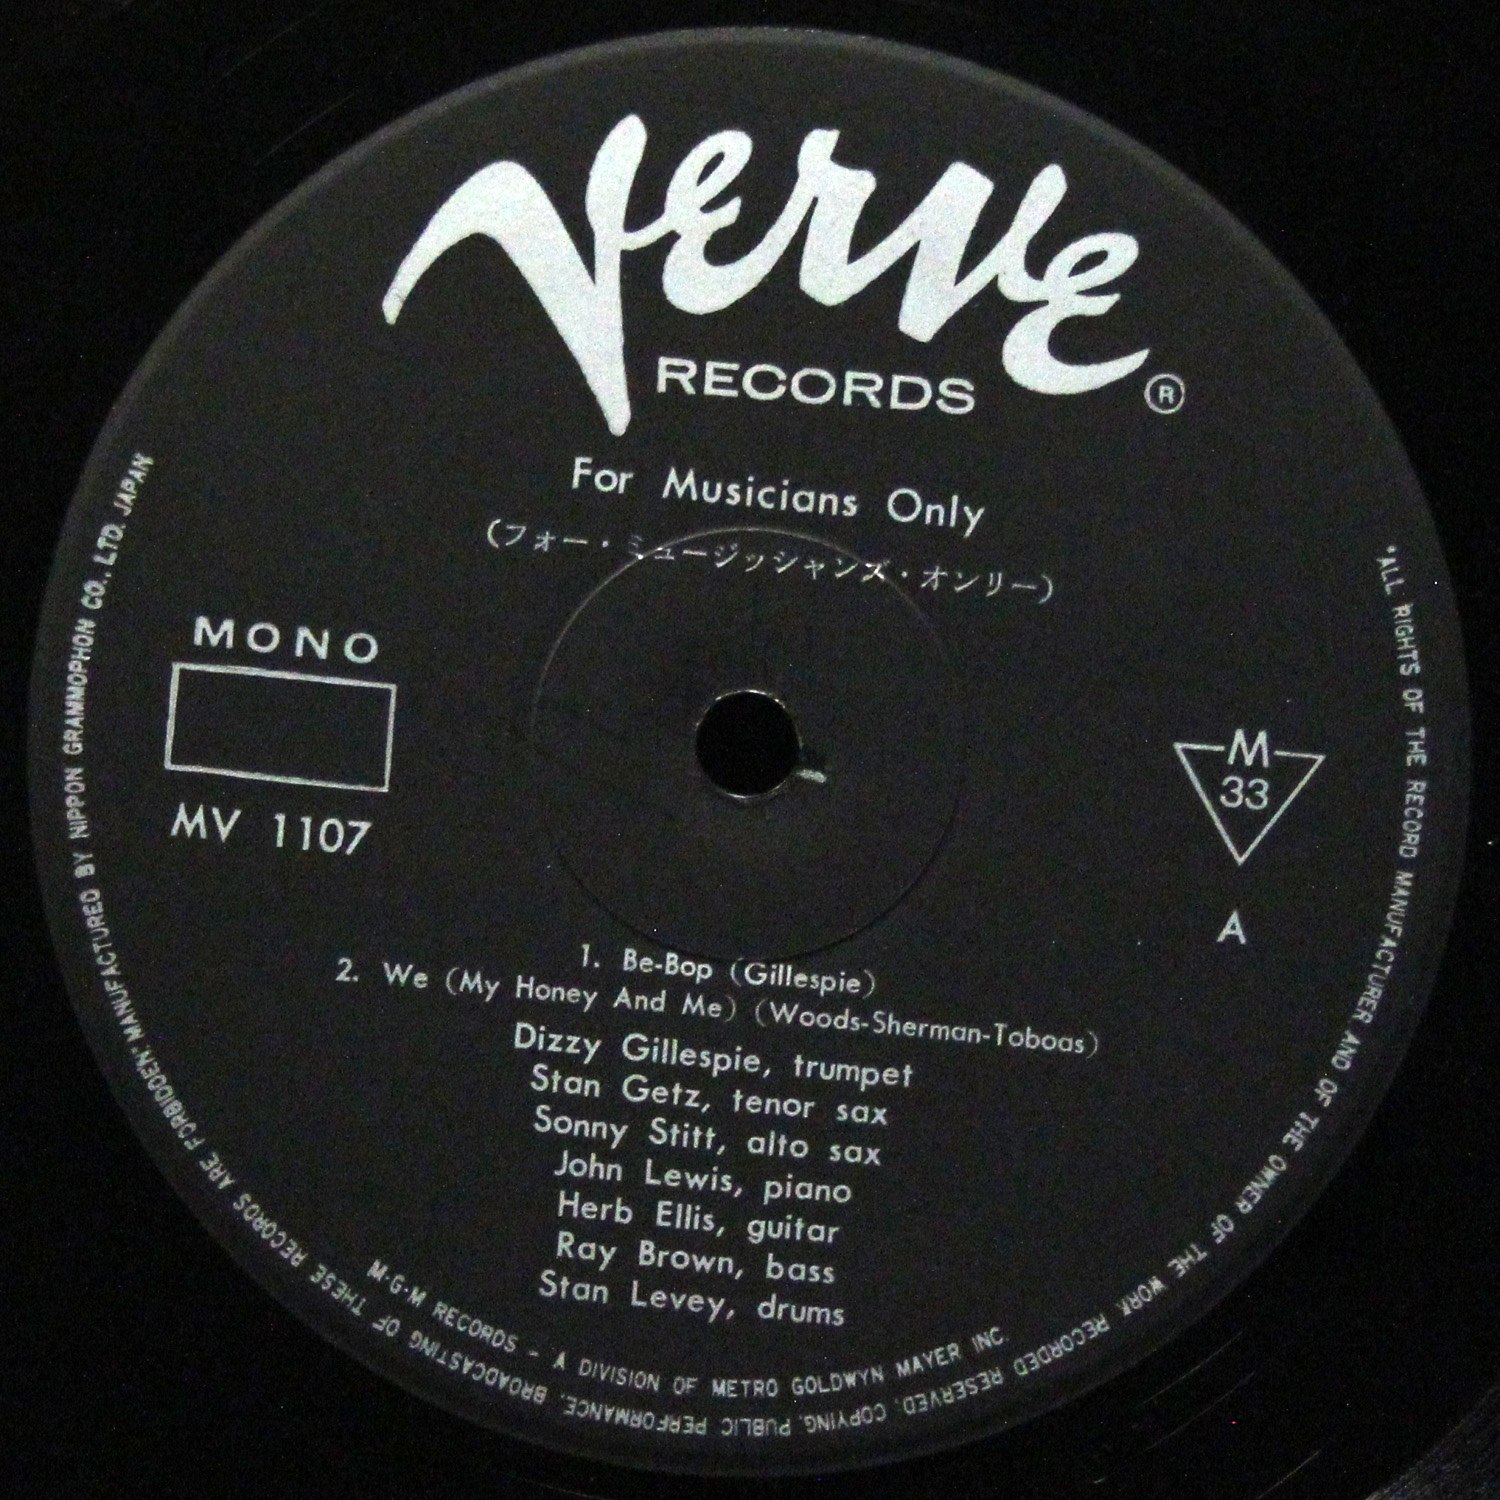 Verve
RECORDS ®
For Musicians Only
(フォー・ミュージッシャンズ・オンリー)
MONO
MV 1107
M
33
A
1. Be-Bop (Gillespie)
2. We (My Honey And Me) (Woods-Sherman-Toboas)
Dizzy Gillespie, trumpet
Stan Getz, tenor sax
Sonny Stitt, alto sax
John Lewis, piano
Herb Ellis, guitar
Ray Brown, bass
Stan Levey, drums
M·G·M RECORDS - A DIVISION OF METRO GOLDWYN MAYER INC.
"ALL RIGHTS OF THE RECORD MANUFACTURER AND OF THE OWNER OF THE WORK RECORDED RESERVED. COPYING, PUBLIC PERFORMANCE, BROADCASTING OF THESE RECORDS ARE FORBIDDEN" MANUFACTURED BY NIPPON GRAMMOPHON CO., LTD. JAPAN